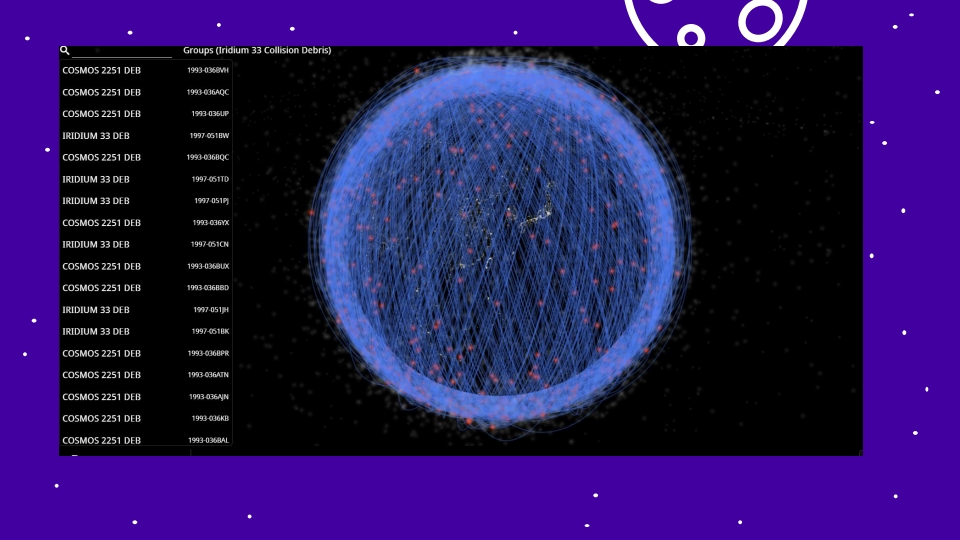 Groups (Iridium 33 Collision Debris)
COSMOS 2251 DEB 1993-036BVH
COSMOS 2251 DEB 1993-036AQC
COSMOS 2251 DEB 1993-036UP
IRIDIUM 33 DEB 1997-051BW
COSMOS 2251 DEB 1993-036BQC
IRIDIUM 33 DEB 1997-051TD
IRIDIUM 33 DEB 1997-051PJ
COSMOS 2251 DEB 1993-036YX
IRIDIUM 33 DEB 1997-051CN
COSMOS 2251 DEB 1993-036BUX
COSMOS 2251 DEB 1993-036BBD
IRIDIUM 33 DEB 1997-051JH
IRIDIUM 33 DEB 1997-051BK
COSMOS 2251 DEB 1993-036BPR
COSMOS 2251 DEB 1993-036ATN
COSMOS 2251 DEB 1993-036AJN
COSMOS 2251 DEB 1993-036KB
COSMOS 2251 DEB 1993-036BAL